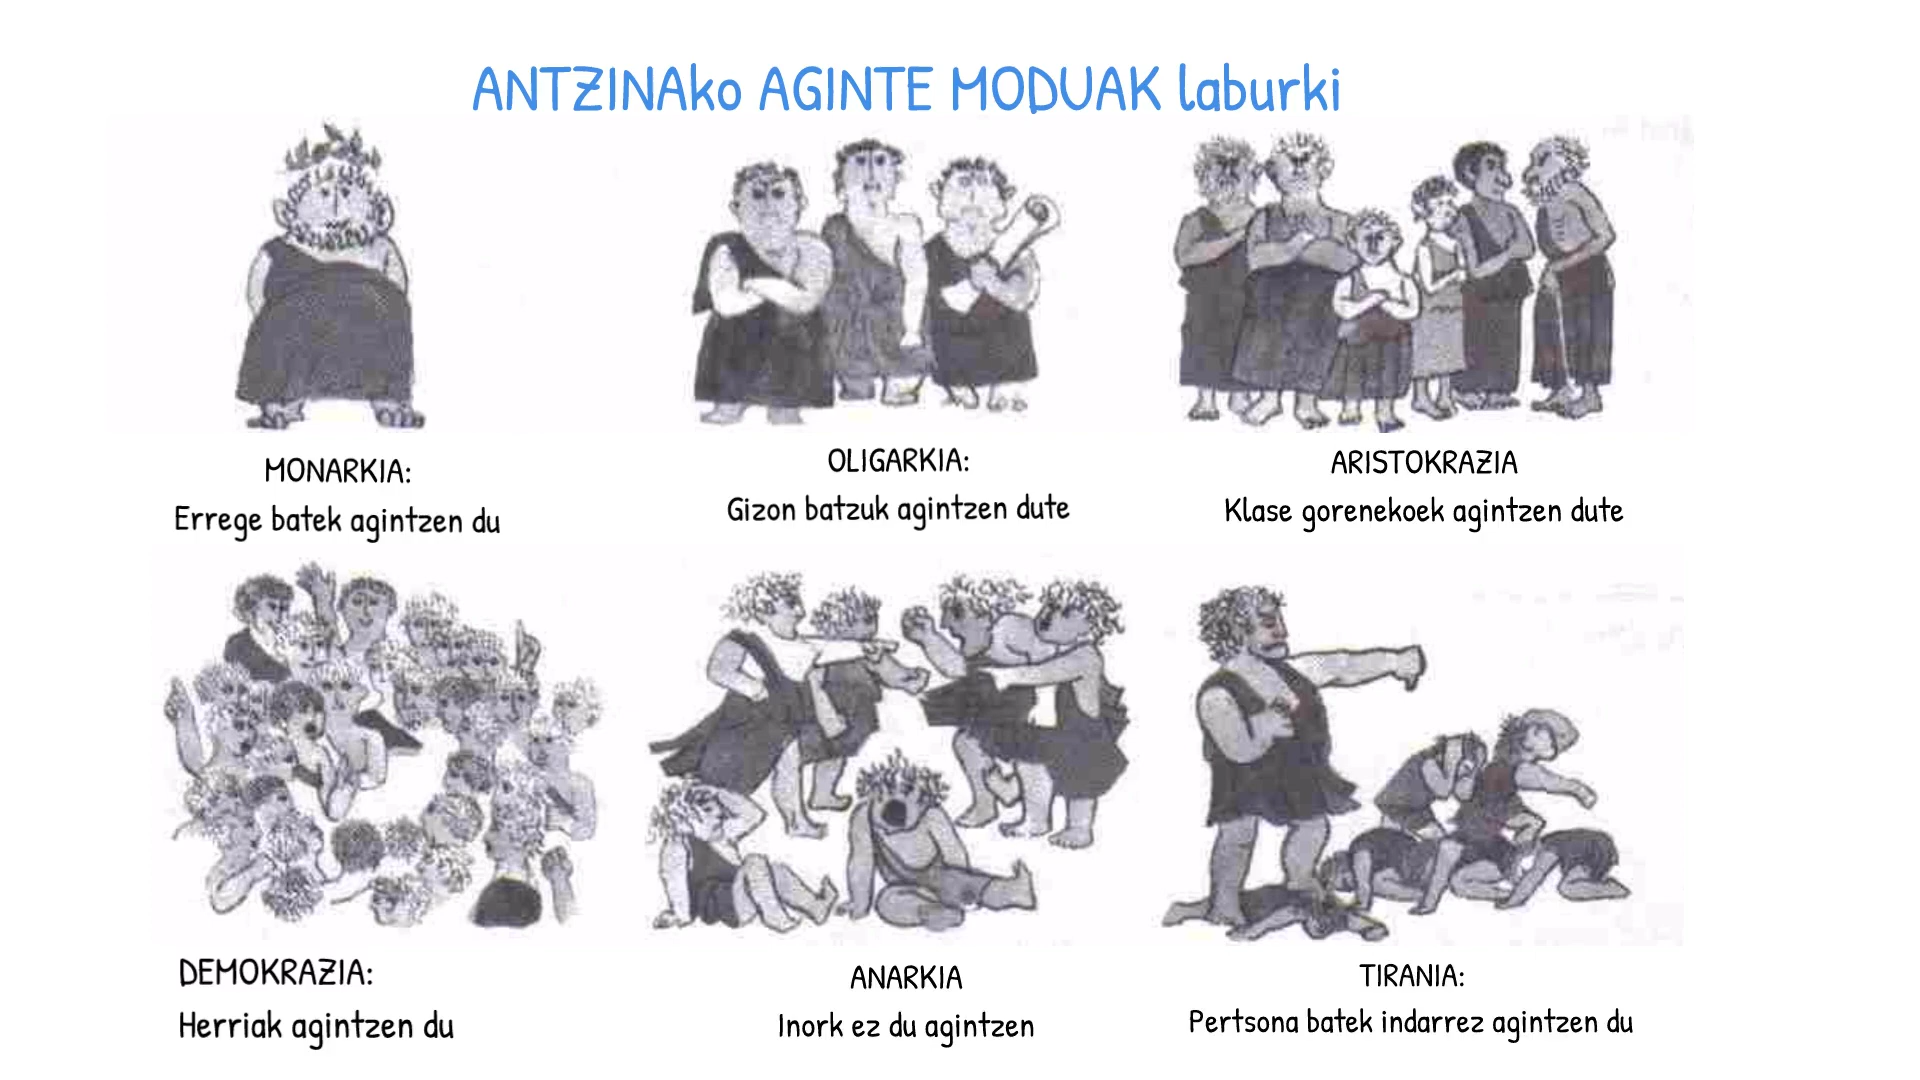 ANTZINAko AGINTE MODUAK laburki
MONARKIA:
Errege batek agintzen du
OLIGARKIA:
Gizon batzuk agintzen dute
ARISTOKRAZIA
Klase gorenekoek agintzen dute
DEMOKRAZIA:
Herriak agintzen du
ANARKIA
Inork ez du agintzen
TIRANIA:
Pertsona batek indarrez agintzen du